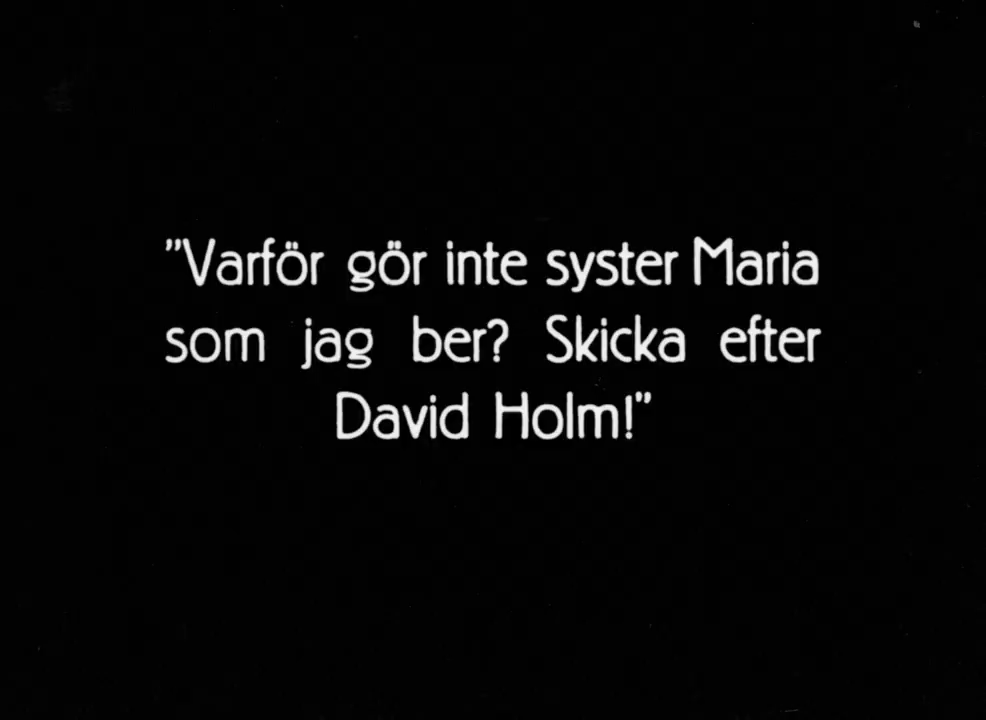 "Varför gör inte syster Maria
som jag ber? Skicka efter
David Holm!"